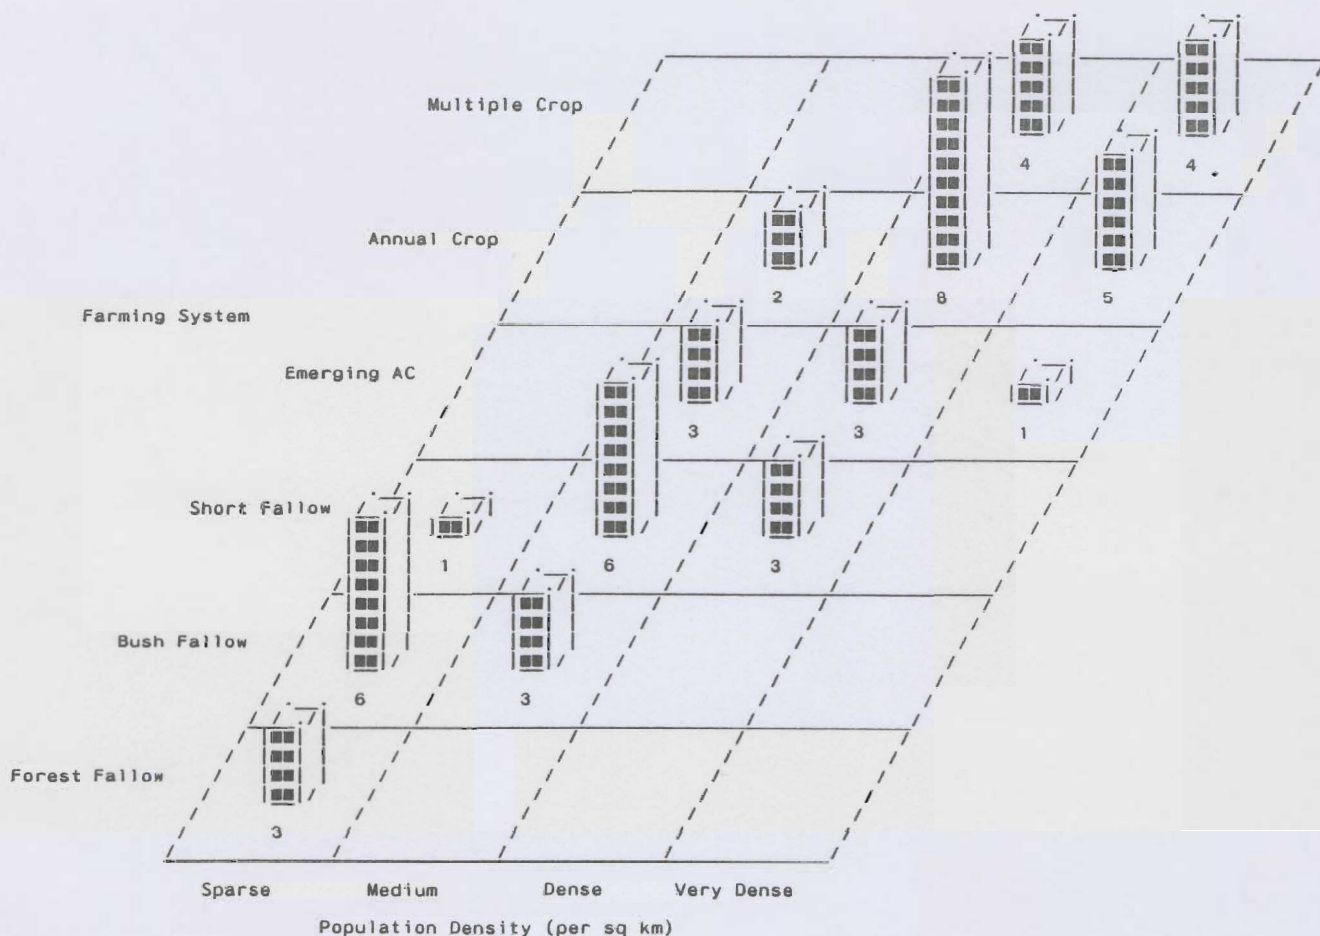 Multiple Crop
4 4
Annual Crop
2 8 5
Farming System
Emerging AC
3 3 1
Short Fallow
1 6 3
Bush Fallow
6 3
Forest Fallow
3
Sparse Medium Dense Very Dense
Population Density (per sq km)